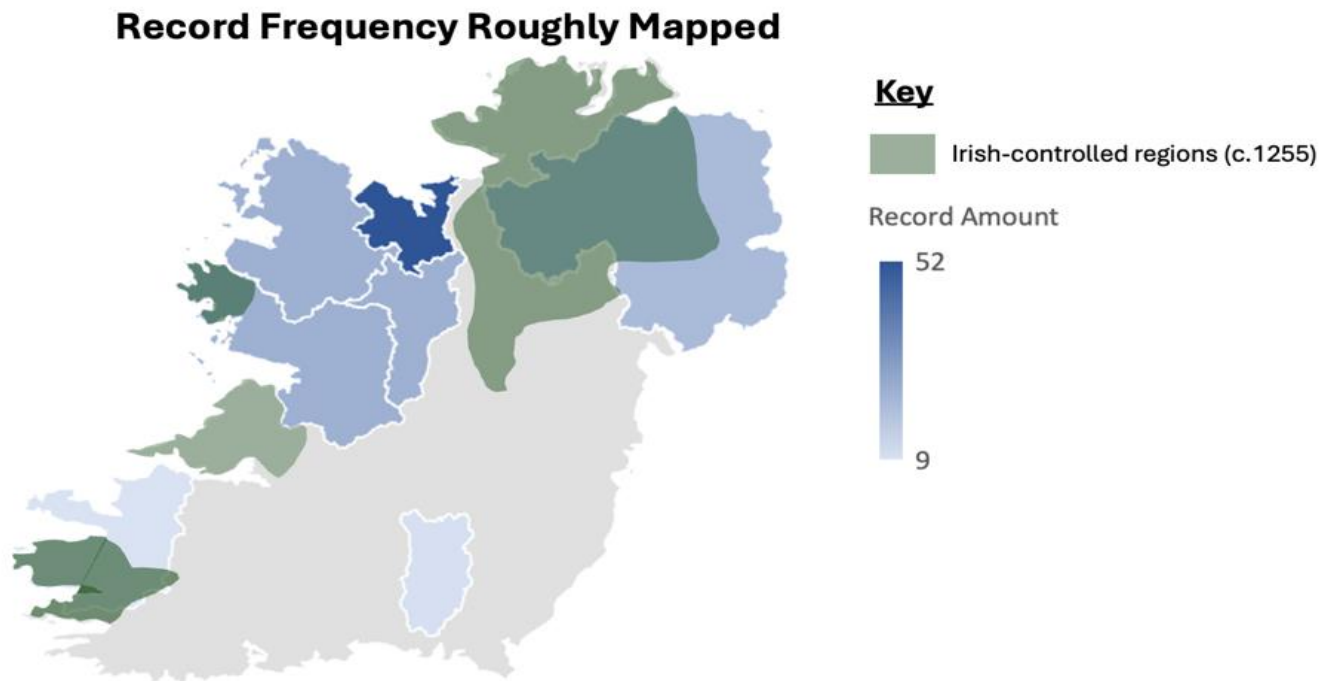 Record Frequency Roughly Mapped
Key
Irish-controlled regions (c.1255)
Record Amount
52
9